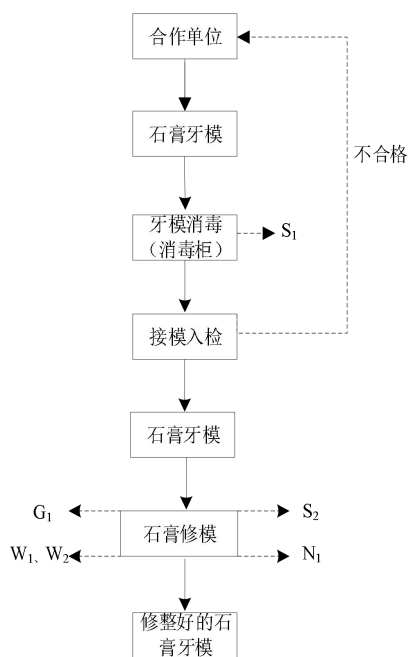 合作单位
不合格
石膏牙模
牙模消毒
（消毒柜）
S₁
接模入检
石膏牙模
G₁
S₂
石膏修模
W₁、W₂
N₁
修整好的石
膏牙模